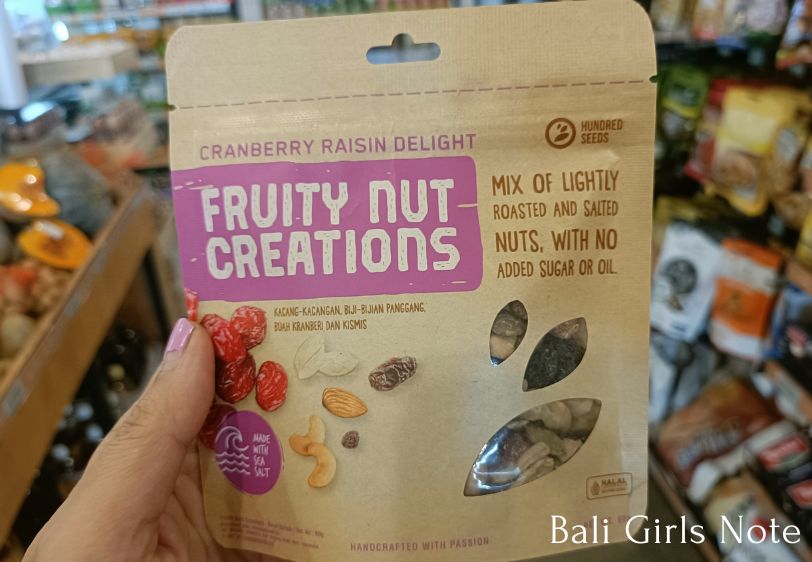 CRANBERRY RAISIN DELIGHT
HUNDRED
SEEDS
FRUITY NUT
CREATIONS
MIX OF LIGHTLY
ROASTED AND SALTED
NUTS, WITH NO
ADDED SUGAR OR OIL.
KACANG-KACANGAN, BIJI-BIJIAN PANGGANG,
BUAH KRANBERI DAN KISMIS
MADE
WITH
SEA
SALT
HALAL
HANDCRAFTED WITH PASSION
Bali Girls Note